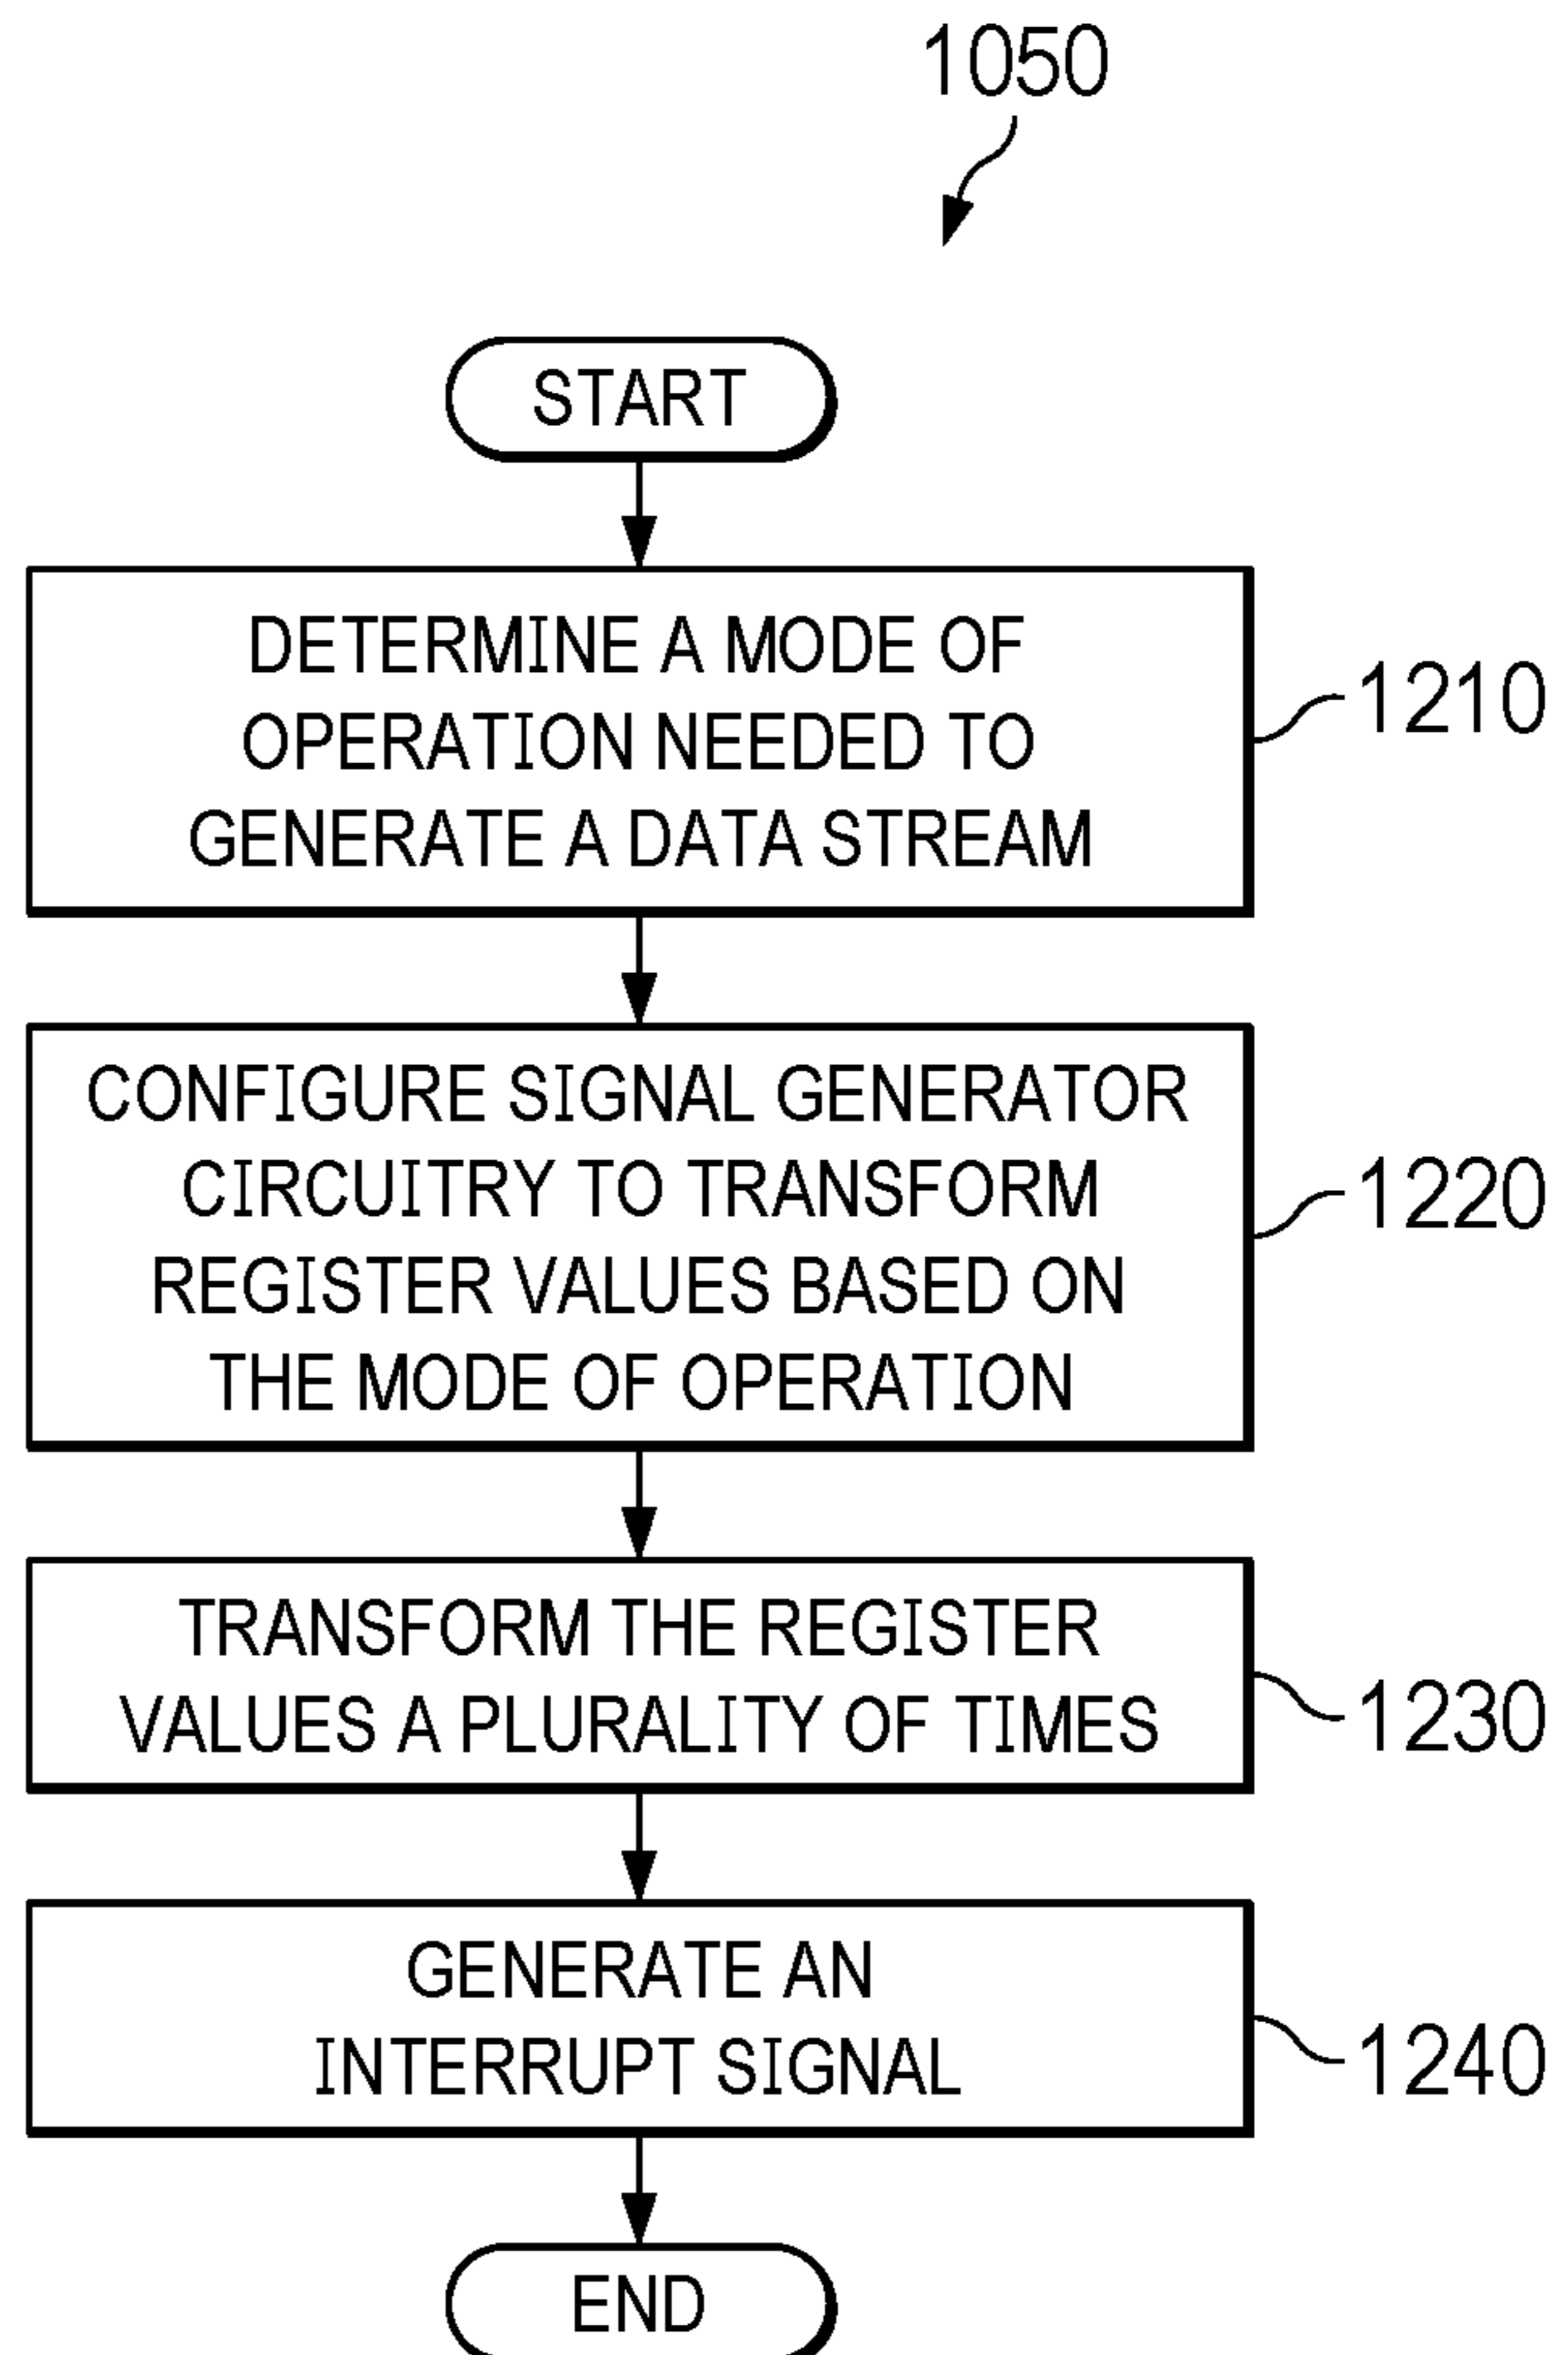 1050
START
DETERMINE A MODE OF
OPERATION NEEDED TO
GENERATE A DATA STREAM
1210
CONFIGURE SIGNAL GENERATOR
CIRCUITRY TO TRANSFORM
REGISTER VALUES BASED ON
THE MODE OF OPERATION
1220
TRANSFORM THE REGISTER
VALUES A PLURALITY OF TIMES
1230
GENERATE AN
INTERRUPT SIGNAL
1240
END